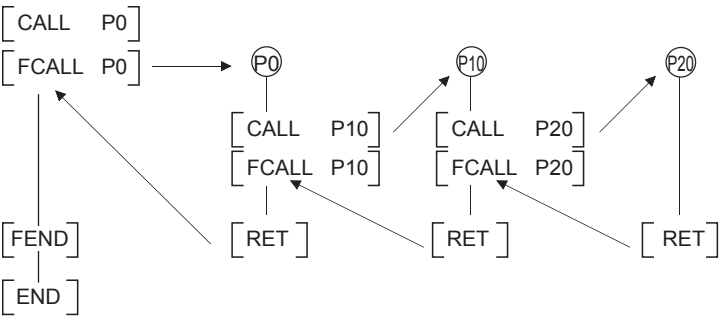 [CALL P0]
[FCALL P0]
P0
P10
P20
[CALL P10]
[CALL P20]
[FCALL P10]
[FCALL P20]
[FEND]
[RET]
[RET]
[RET]
[END]